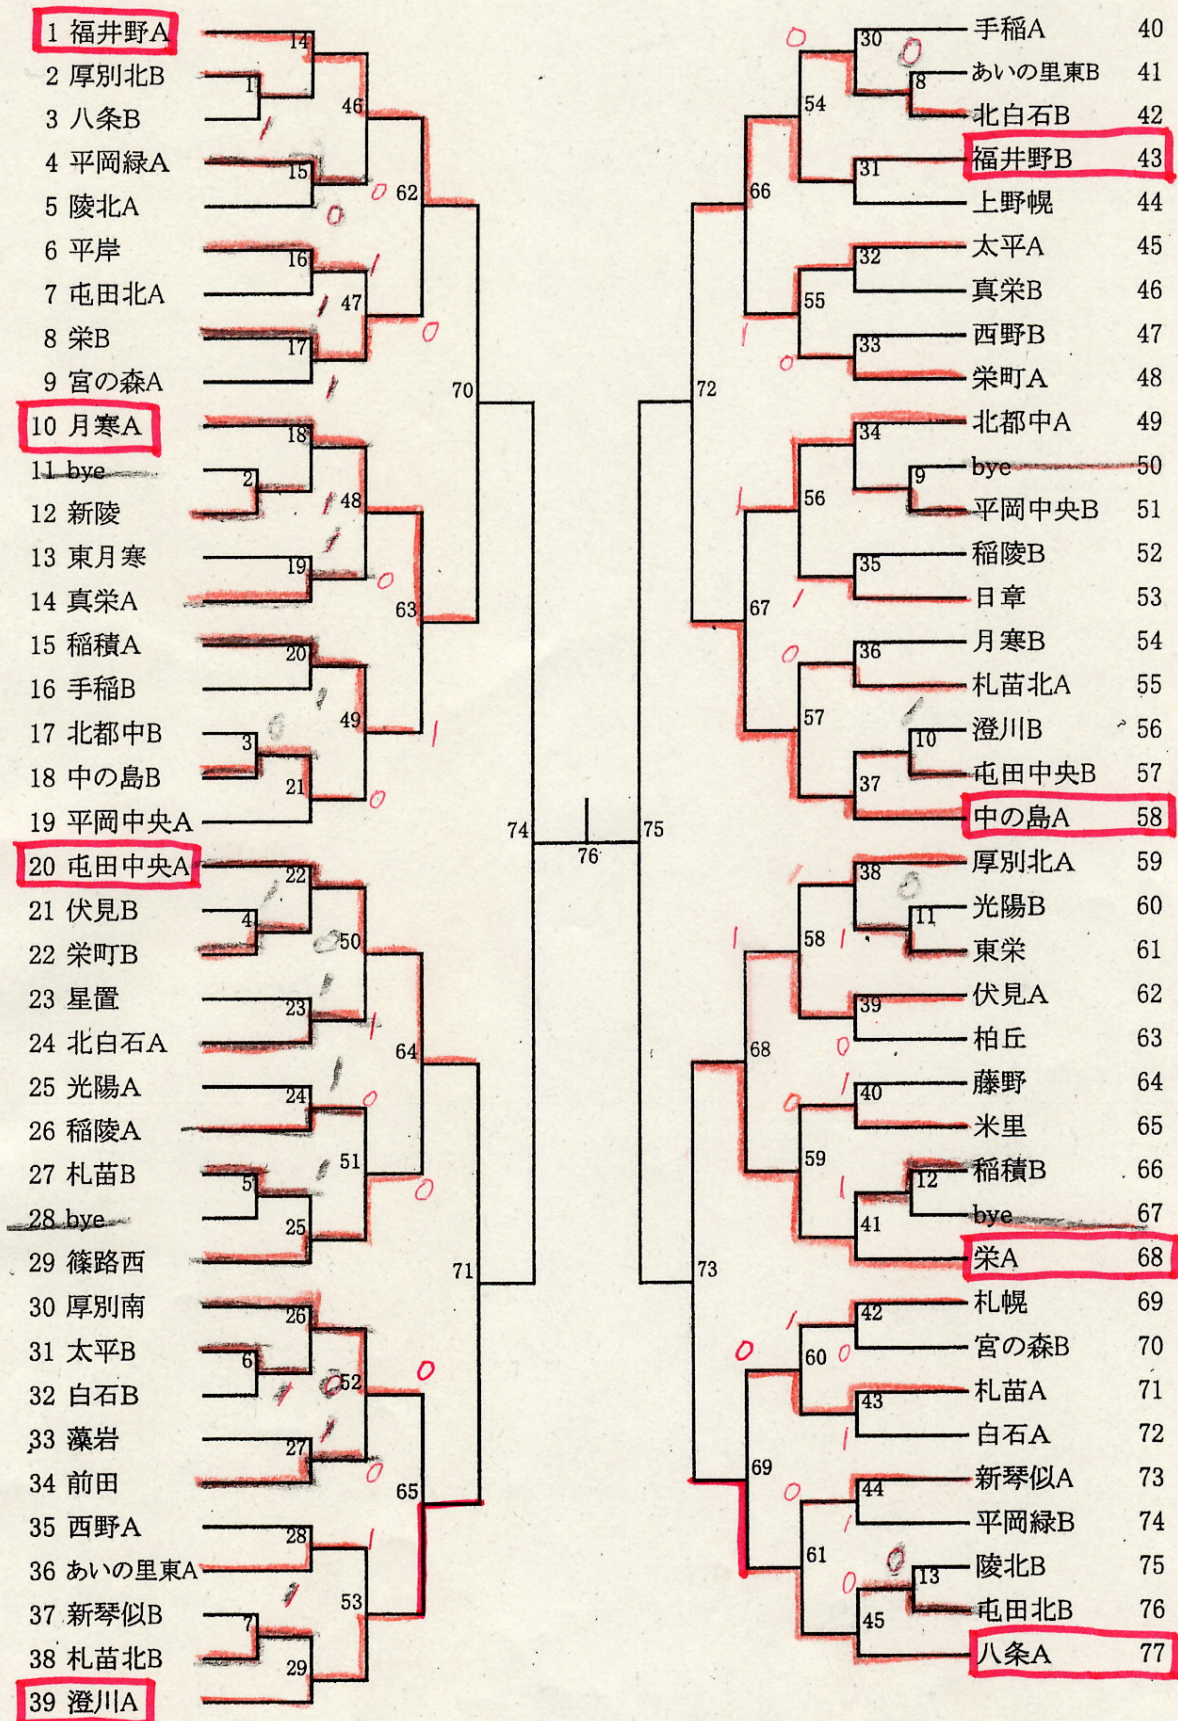 1 福井野A
2 厚別北B
3 八条B
4 平岡緑A
5 陵北A
6 平岸
7 屯田北A
8 栄B
9 宮の森A
10 月寒A
11 bye
12 新陵
13 東月寒
14 真栄A
15 稲積A
16 手稲B
17 北都中B
18 中の島B
19 平岡中央A
20 屯田中央A
21 伏見B
22 栄町B
23 星置
24 北白石A
25 光陽A
26 稲陵A
27 札苗B
28 bye
29 篠路西
30 厚別南
31 太平B
32 白石B
33 藻岩
34 前田
35 西野A
36 あいの里東A
37 新琴似B
38 札苗北B
39 澄川A
1
2
3
4
5
6
7
14
15
16
17
18
19
20
21
22
23
24
25
26
27
28
29
46
47
48
49
50
51
52
53
62
63
64
65
70
71
74
76
75
72
73
66
67
68
69
54
55
56
57
58
59
60
61
30
31
32
33
34
35
36
37
38
39
40
41
42
43
44
45
8
9
10
11
12
13
手稲A 40
あいの里東B 41
北白石B 42
福井野B 43
上野幌 44
太平A 45
真栄B 46
西野B 47
栄町A 48
北都中A 49
bye 50
平岡中央B 51
稲陵B 52
日章 53
月寒B 54
札苗北A 55
澄川B 56
屯田中央B 57
中の島A 58
厚別北A 59
光陽B 60
東栄 61
伏見A 62
柏丘 63
藤野 64
米里 65
稲積B 66
bye 67
栄A 68
札幌 69
宮の森B 70
札苗A 71
白石A 72
新琴似A 73
平岡緑B 74
陵北B 75
屯田北B 76
八条A 77